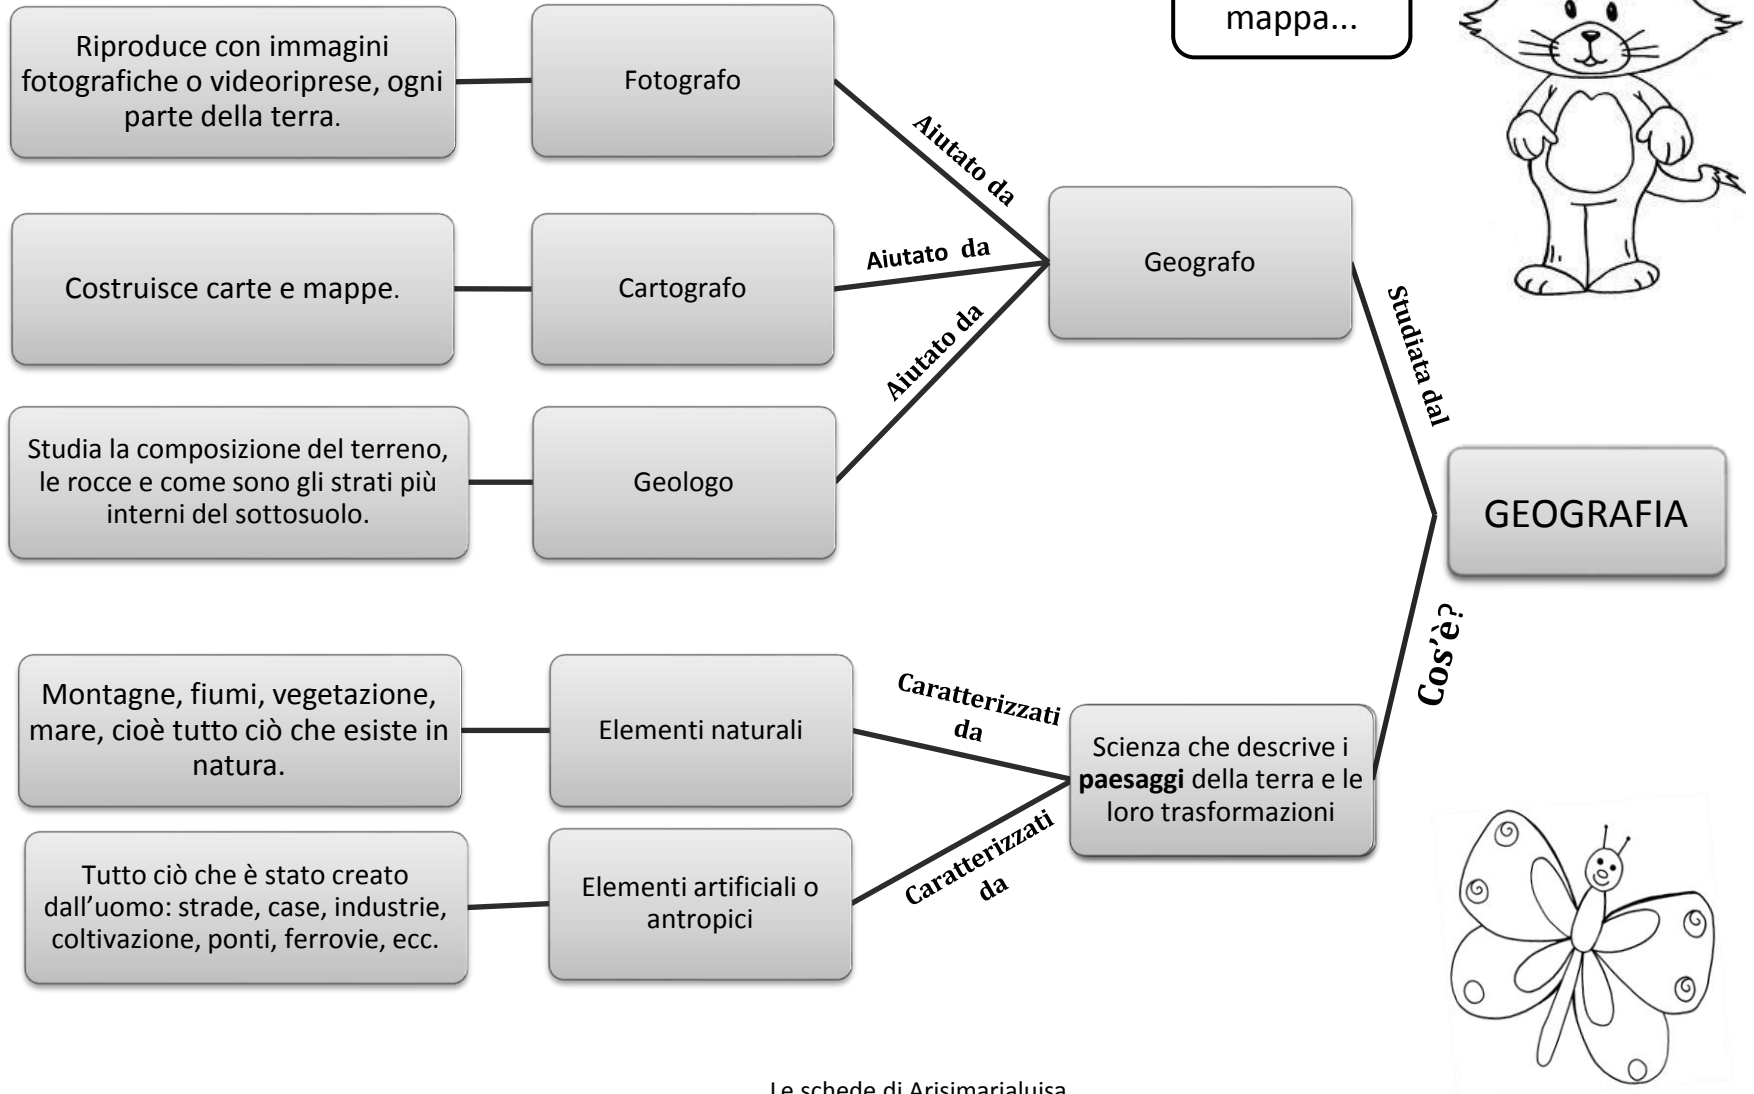 mappa...
Riproduce con immagini
fotografiche o videoriprese, ogni
parte della terra.
Fotografo
Aiutato da
Costruisce carte e mappe.
Cartografo
Aiutato da
Geografo
Studia la composizione del terreno,
le rocce e come sono gli strati più
interni del sottosuolo.
Geologo
Aiutato da
Studiata dal
GEOGRAFIA
Cos’è?
Montagne, fiumi, vegetazione,
mare, cioè tutto ciò che esiste in
natura.
Elementi naturali
Caratterizzati
da
Scienza che descrive i
paesaggi della terra e le
loro trasformazioni
Tutto ciò che è stato creato
dall’uomo: strade, case, industrie,
coltivazione, ponti, ferrovie, ecc.
Elementi artificiali o
antropici
Caratterizzati
da
Le schede di Arisimarialuisa